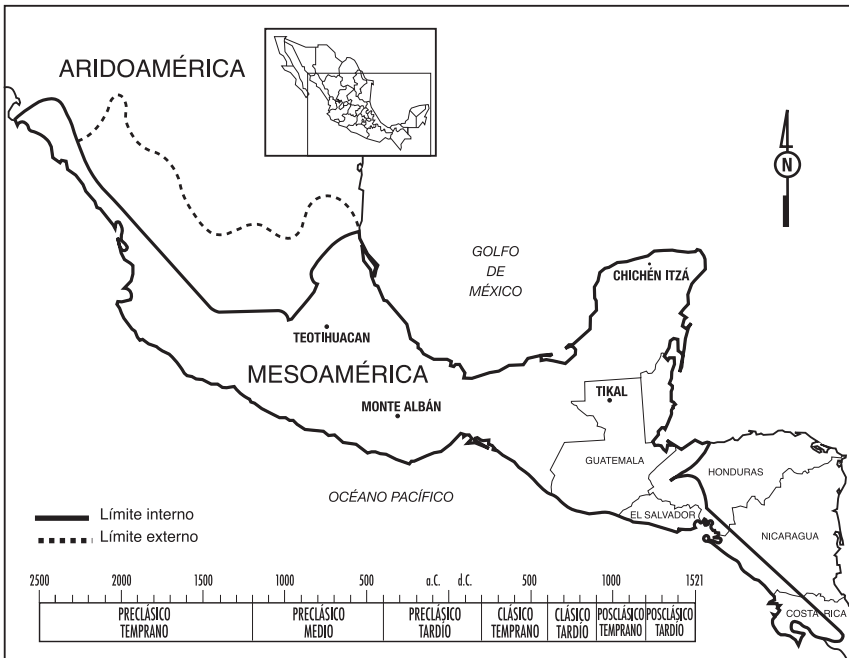 ARIDOAMÉRICA
N
GOLFO
DE
MÉXICO
CHICHÉN ITZÁ
TEOTIHUACAN
MESOAMÉRICA
TIKAL
MONTE ALBÁN
GUATEMALA
HONDURAS
OCÉANO PACÍFICO
EL SALVADOR
NICARAGUA
COSTA RICA
Límite interno
Límite externo
2500 2000 1500 1000 500 a.C. d.C. 500 1000 1521
PRECLÁSICO TEMPRANO
PRECLÁSICO MEDIO
PRECLÁSICO TARDÍO
CLÁSICO TEMPRANO
CLÁSICO TARDÍO
POSCLÁSICO TEMPRANO
POSCLÁSICO TARDÍO